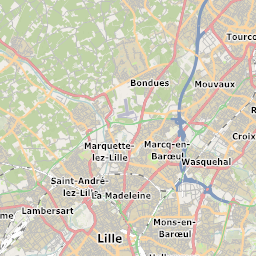 Tourco
Bondues
Mouvaux
Marquette-
lez-Lille
Marcq-en-
Barœul
Croix
Wasquehal
Saint-André-
lez-Lille
La Madeleine
Lambersart
Mons-en-
Barœul
Lille